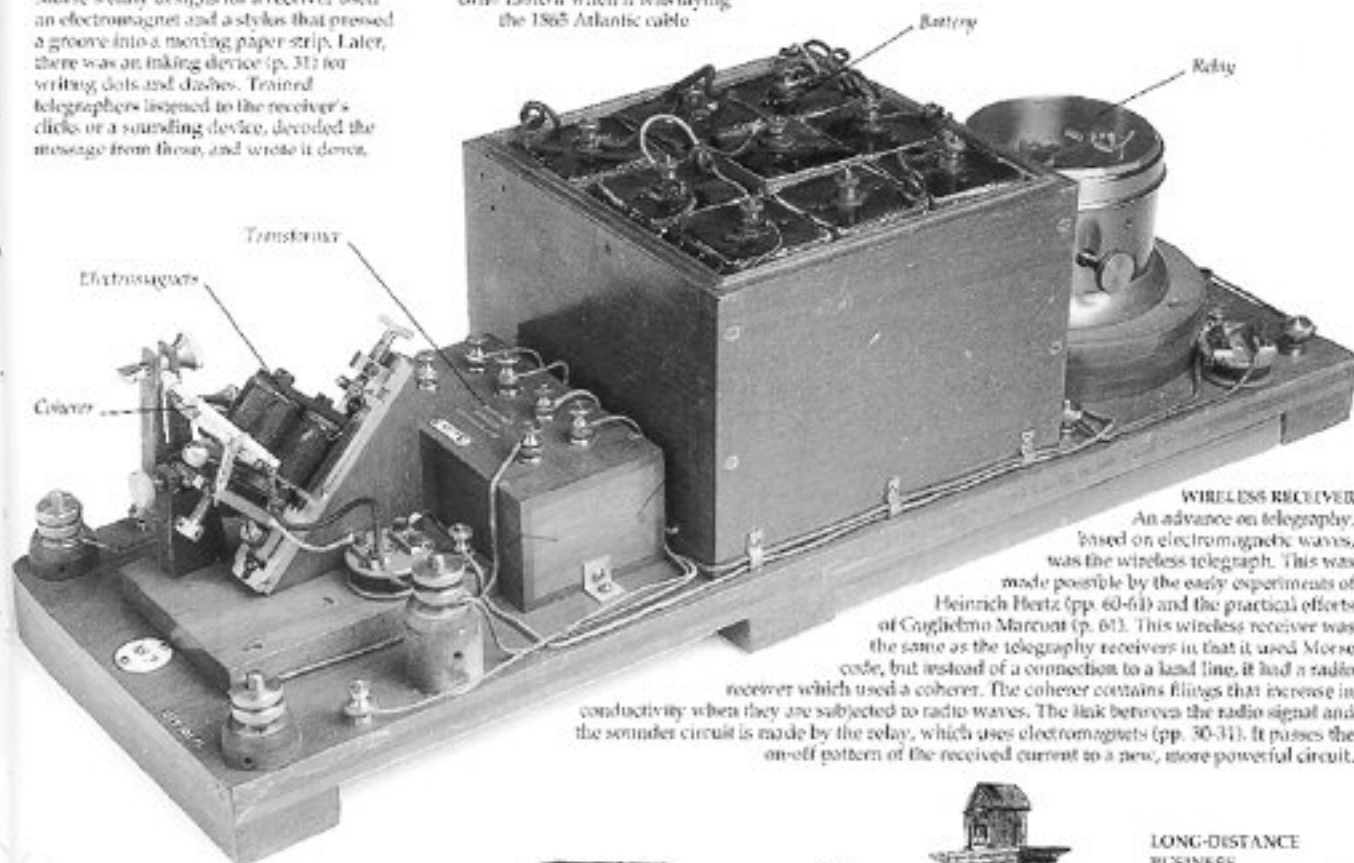 an electromagnet and a stylus that pressed
a groove into a moving paper strip. Later,
there was an inking device (p. 31) for
writing dots and dashes. Trained
telegraphers listened to the receiver's
clicks or a sounding device, decoded the
message from those, and wrote it down.
Great Eastern when it was laying
the 1865 Atlantic cable
Battery
Relay
Transformer
Electromagnets
Coherer
WIRELESS RECEIVER
An advance on telegraphy,
based on electromagnetic waves,
was the wireless telegraph. This was
made possible by the early experiments of
Heinrich Hertz (pp. 60-61) and the practical efforts
of Guglielmo Marconi (p. 61). This wireless receiver was
the same as the telegraphy receivers in that it used Morse
code, but instead of a connection to a land line, it had a radio
receiver which used a coherer. The coherer contains filings that increase in
conductivity when they are subjected to radio waves. The link between the radio signal and
the sounder circuit is made by the relay, which uses electromagnets (pp. 30-31). It passes the
on-off pattern of the received current to a new, more powerful circuit.
LONG-DISTANCE
BUSINESS